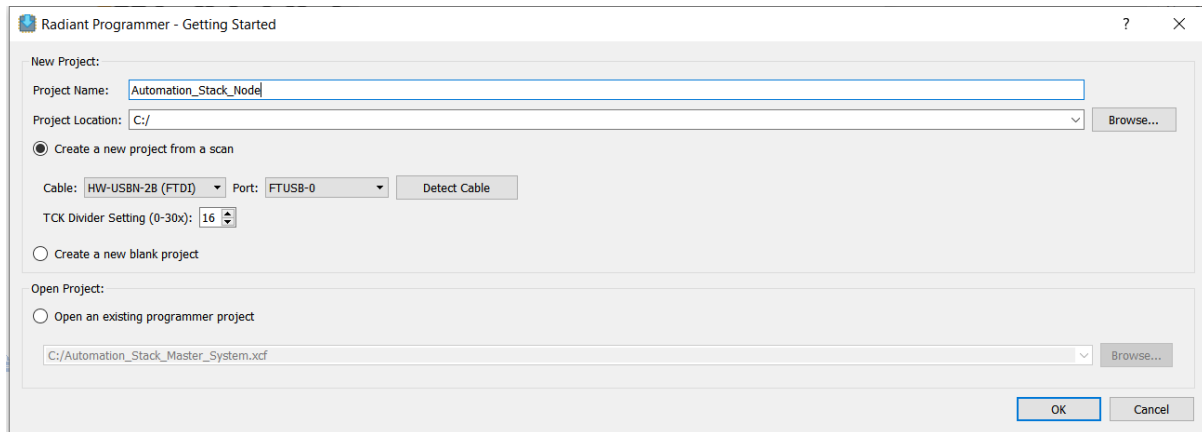 Radiant Programmer - Getting Started ?
New Project:
Project Name: Automation_Stack_Node
Project Location: C:/ Browse...
Create a new project from a scan
Cable: HW-USBN-2B (FTDI) Port: FTUSB-0 Detect Cable
TCK Divider Setting (0-30x): 16
Create a new blank project
Open Project:
Open an existing programmer project
C:/Automation_Stack_Master_System.xcf Browse...
OK Cancel